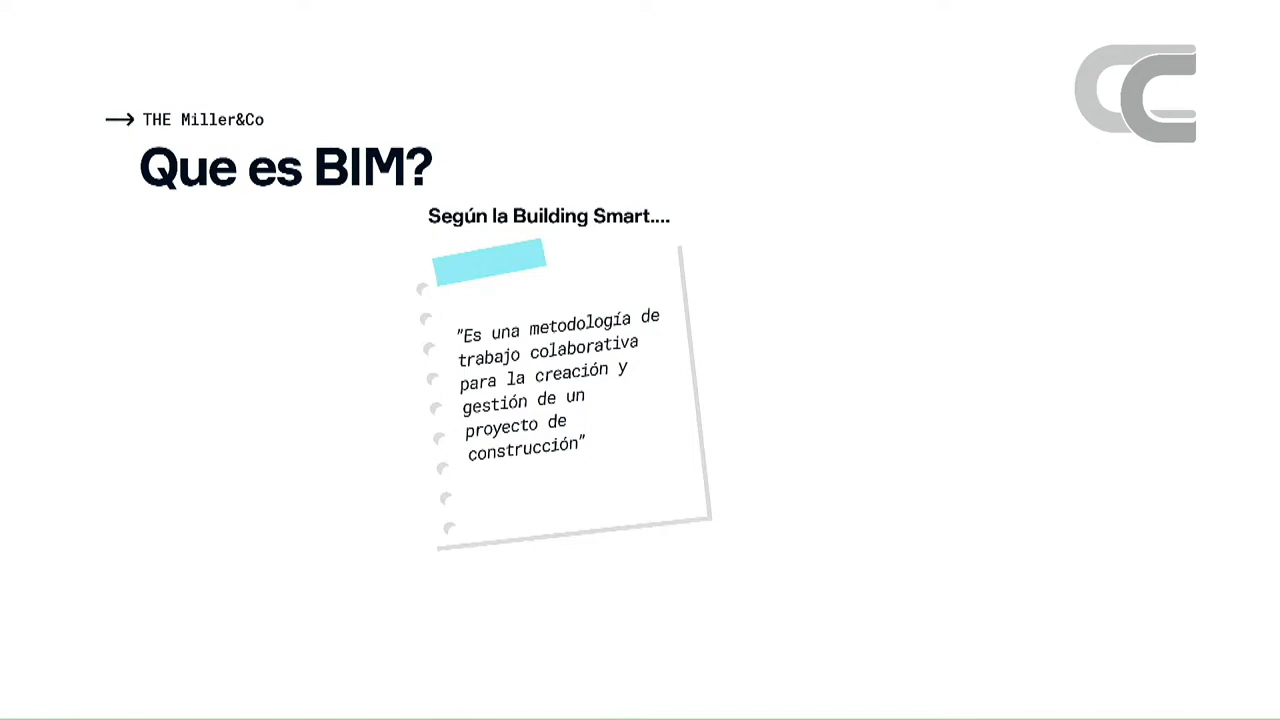 THE Miller&Co
Que es BIM?
Según la Building Smart....
"Es una metodología de
trabajo colaborativa
para la creación y
gestión de un
proyecto de
construcción"